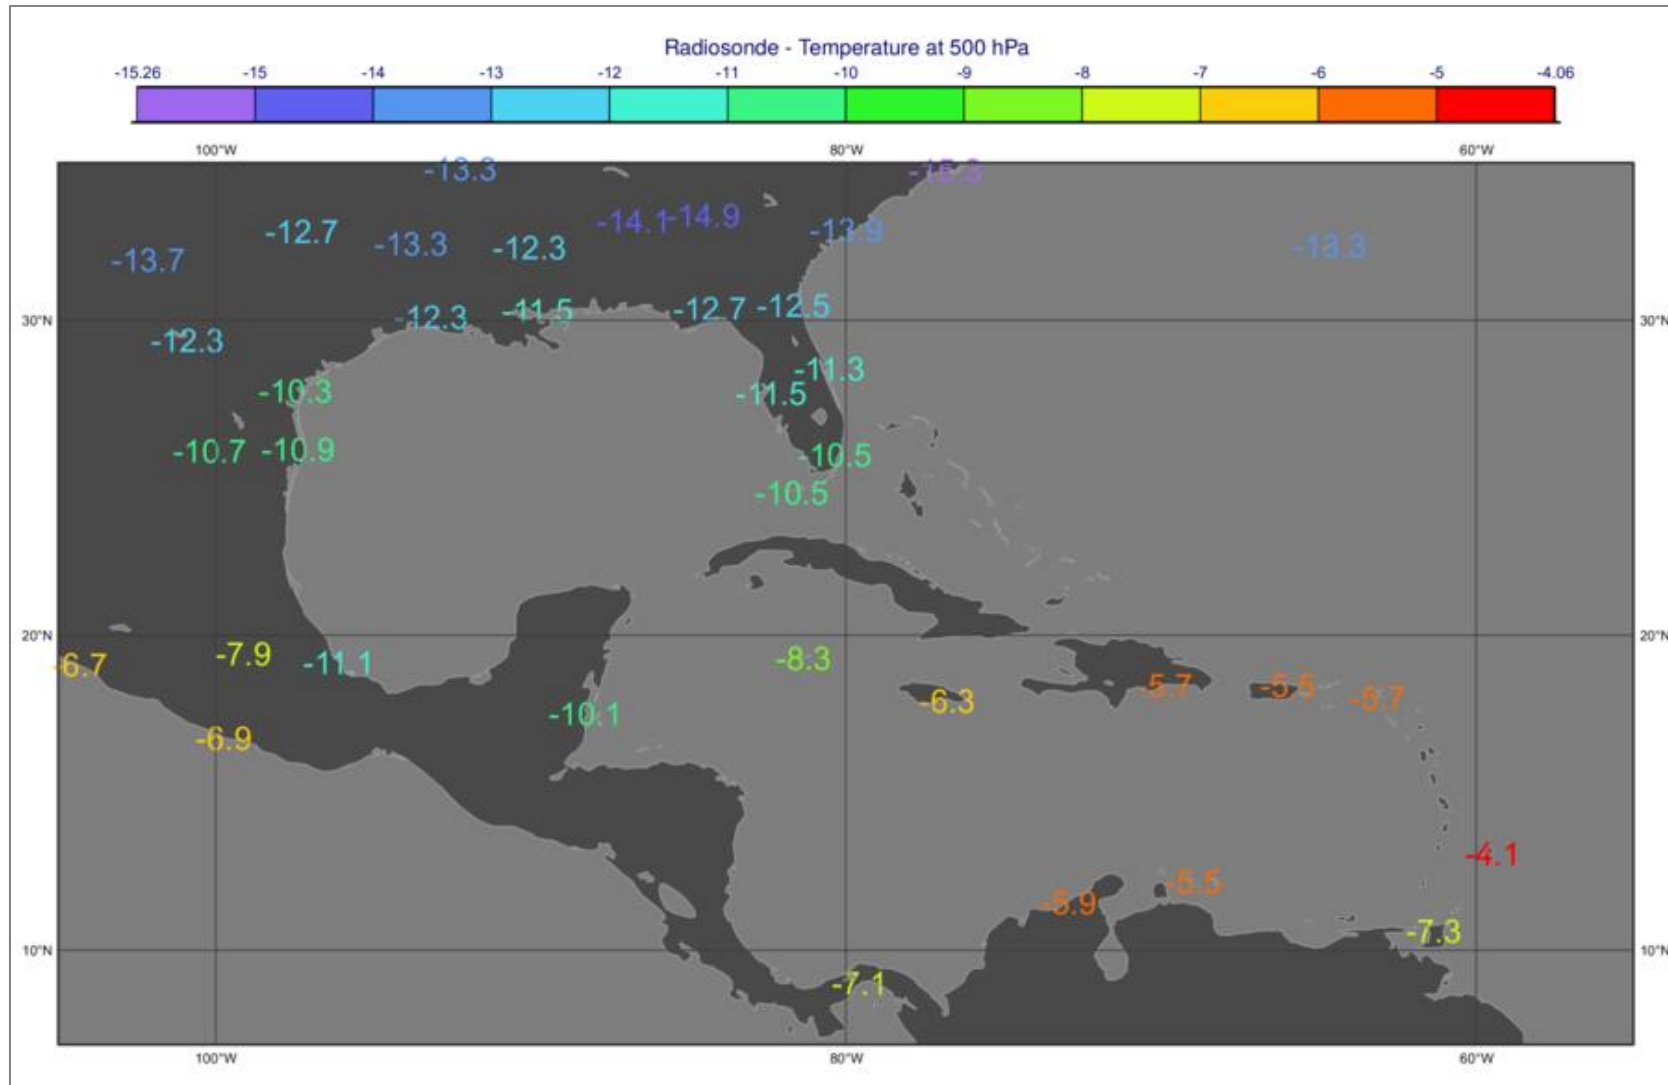 Radiosonde - Temperature at 500 hPa
-15.26 -15 -14 -13 -12 -11 -10 -9 -8 -7 -6 -5 -4.06
100°W 80°W 60°W
-13.3 -15.3
-14.1 -14.9
-12.7 -13.9
-13.3 -12.3 -13.3
-13.7
-12.7 -12.5
-12.3 -11.5
30°N 30°N
-12.3
-11.3
-10.3 -11.5
-10.7 -10.9 -10.5
-10.5
20°N 20°N
-6.7 -7.9 -11.1 -8.3
-5.7 -5.5 -5.7
-6.3
-10.1
-6.9
-4.1
-5.5
-5.9
-7.3
10°N 10°N
-7.1
100°W 80°W 60°W